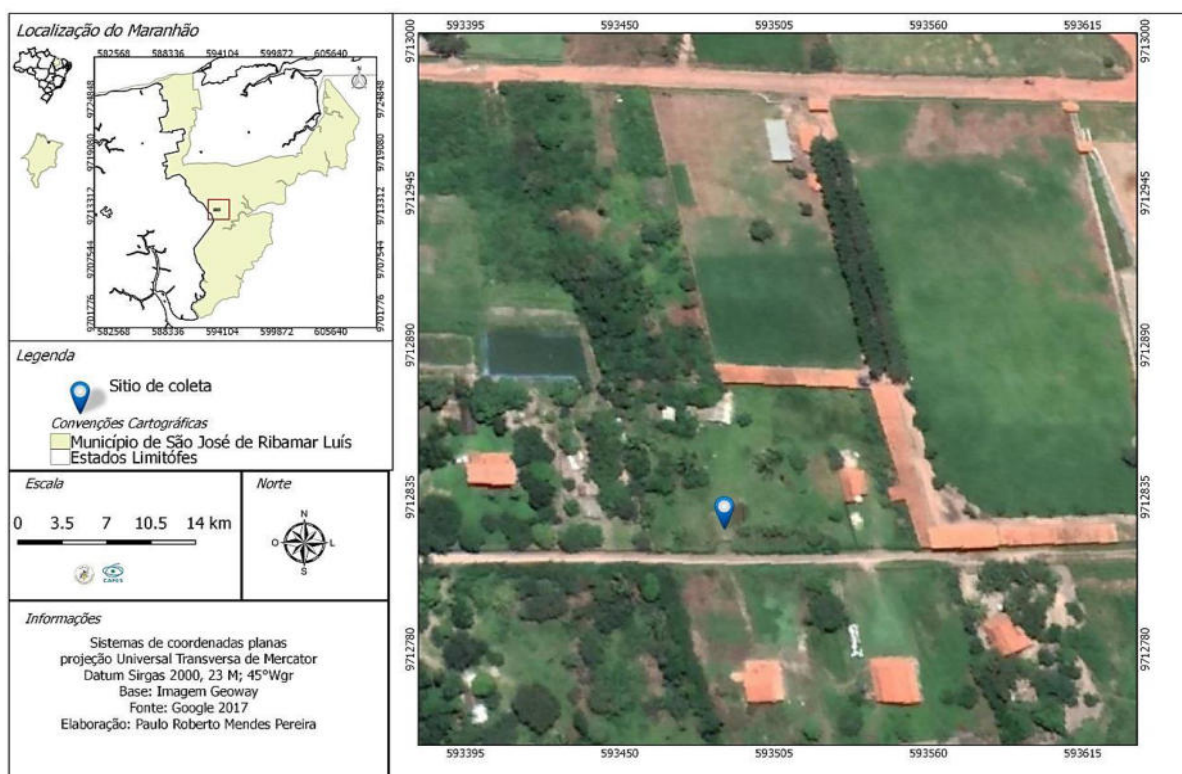 Localização do Maranhão
582568 588336 594104 599872 605640
9724848
9719080
9713312
9707544
9701776
9724848
9719080
9713312
9707544
9701776
582568 588336 594104 599872 605640
Legenda
Sitio de coleta
Convenções Cartográficas
Município de São José de Ribamar Luís
Estados Limitófes
Escala
0 3.5 7 10.5 14 km
Norte
N
O L
S
CAPES
Informações
Sistemas de coordenadas planas
projeção Universal Transversa de Mercator
Datum Sirgas 2000, 23 M; 45°Wgr
Base: Imagem Geoway
Fonte: Google 2017
Elaboração: Paulo Roberto Mendes Pereira
593395 593450 593505 593560 593615
9713000
9712945
9712890
9712835
9712780
9713000
9712945
9712890
9712835
9712780
593395 593450 593505 593560 593615